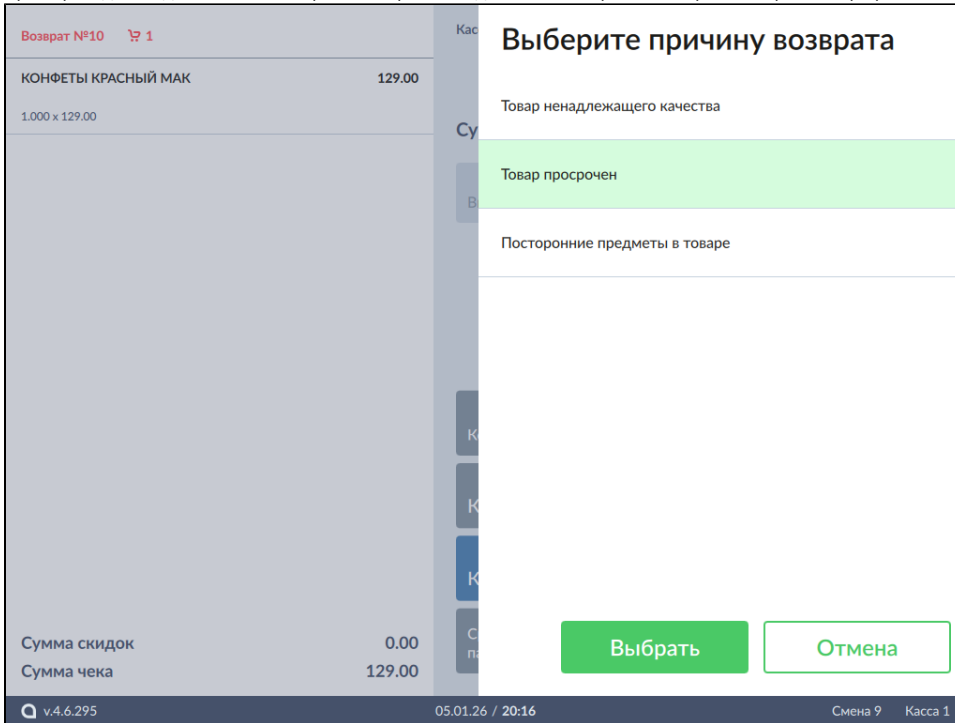 Возврат №10 1
КОНФЕТЫ КРАСНЫЙ МАК 129.00
1.000 x 129.00
Сумма скидок 0.00
Сумма чека 129.00
Выберите причину возврата
Товар ненадлежащего качества
Товар просрочен
Посторонние предметы в товаре
Выбрать Отмена
v.4.6.295 05.01.26 / 20:16 Смена 9 Касса 1